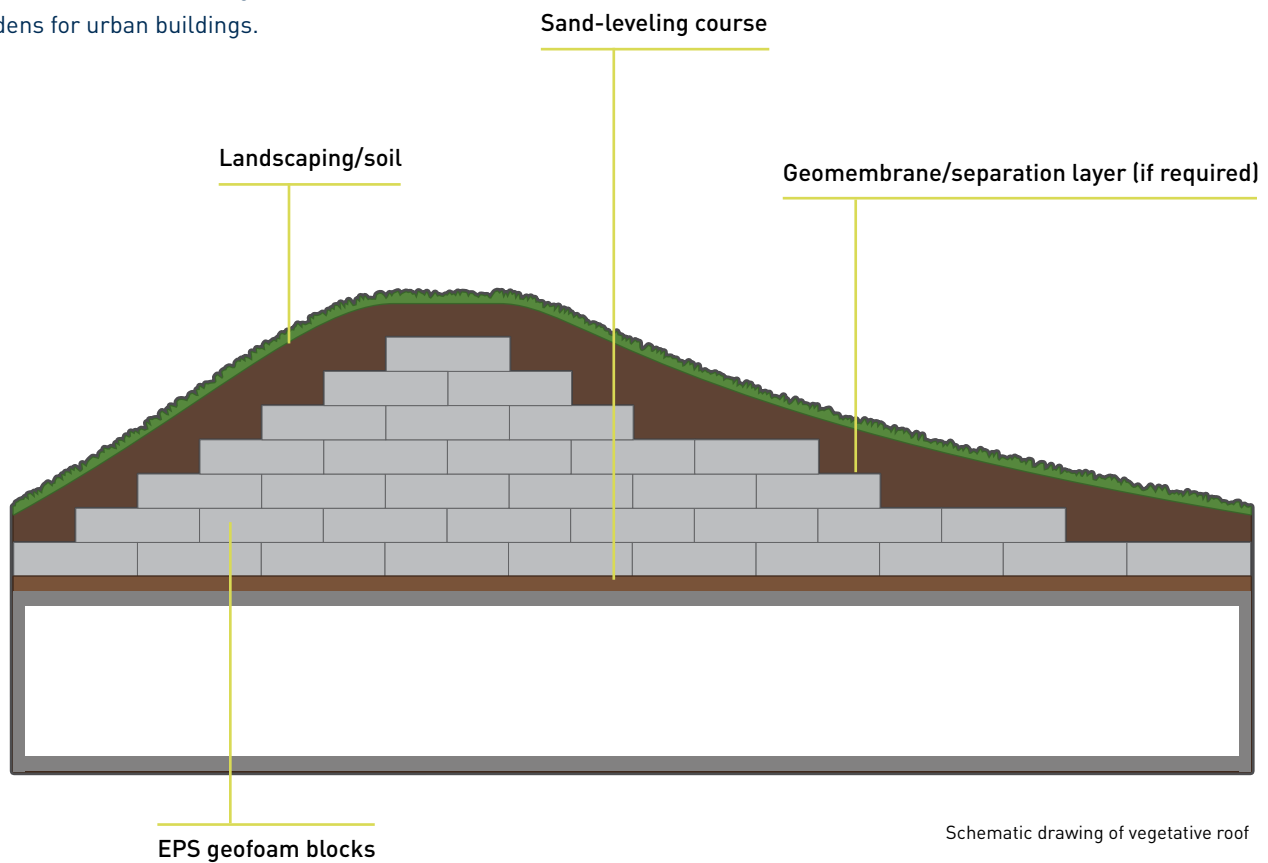 dens for urban buildings.
Sand-leveling course
Landscaping/soil
Geomembrane/separation layer (if required)
EPS geofoam blocks
Schematic drawing of vegetative roof